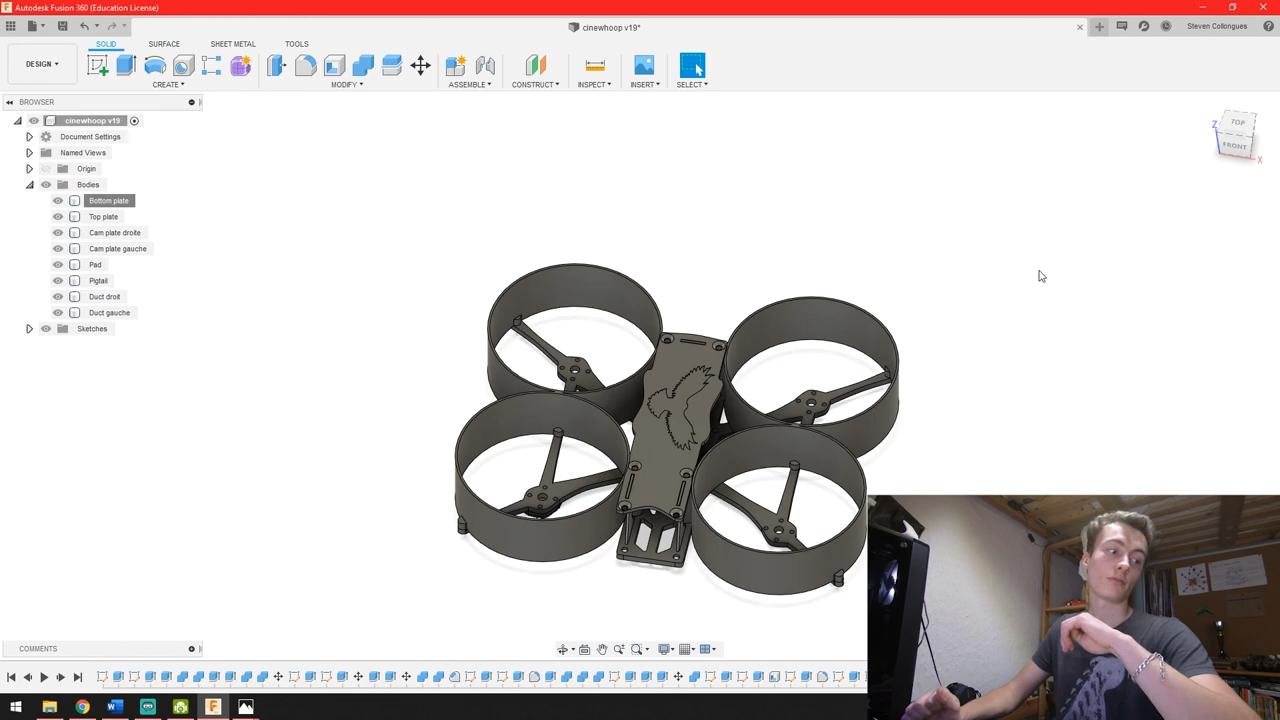 Autodesk Fusion 360 (Education License)
cinewhoop v19*
Steven Collongues
DESIGN
SOLID
SURFACE
SHEET METAL
TOOLS
CREATE
MODIFY
ASSEMBLE
CONSTRUCT
INSPECT
INSERT
SELECT
BROWSER
cinewhoop v19
Document Settings
Named Views
Origin
Bodies
Bottom plate
Top plate
Cam plate droite
Cam plate gauche
Pad
Pigtail
Duct droit
Duct gauche
Sketches
TOP
FRONT
Z
X
COMMENTS